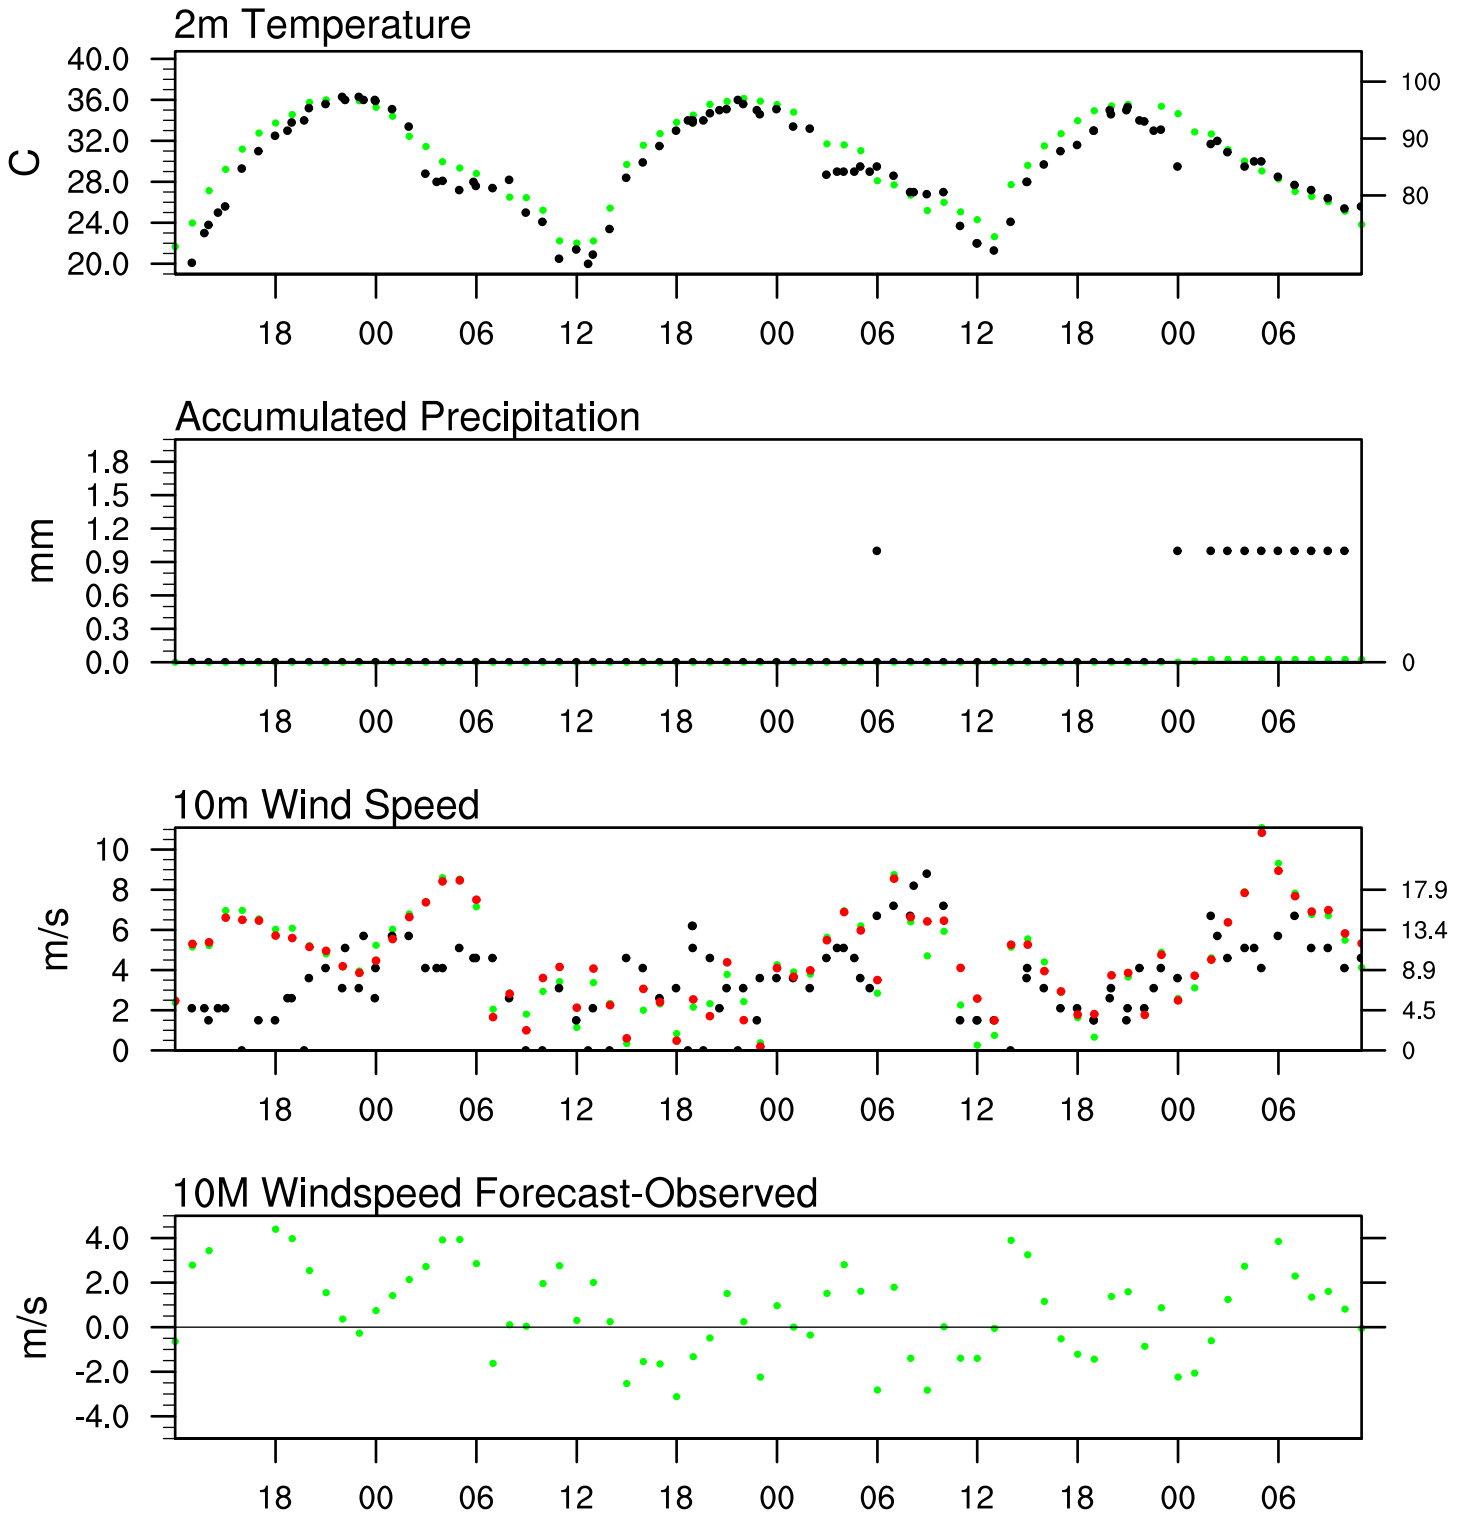 2m Temperature
40.0
36.0
32.0
28.0
24.0
20.0
C
100
90
80
18 00 06 12 18 00 06 12 18 00 06
Accumulated Precipitation
1.8
1.5
1.2
0.9
0.6
0.3
0.0
mm
0
18 00 06 12 18 00 06 12 18 00 06
10m Wind Speed
10
8
6
4
2
0
m/s
17.9
13.4
8.9
4.5
0
18 00 06 12 18 00 06 12 18 00 06
10M Windspeed Forecast-Observed
4.0
2.0
0.0
-2.0
-4.0
m/s
18 00 06 12 18 00 06 12 18 00 06